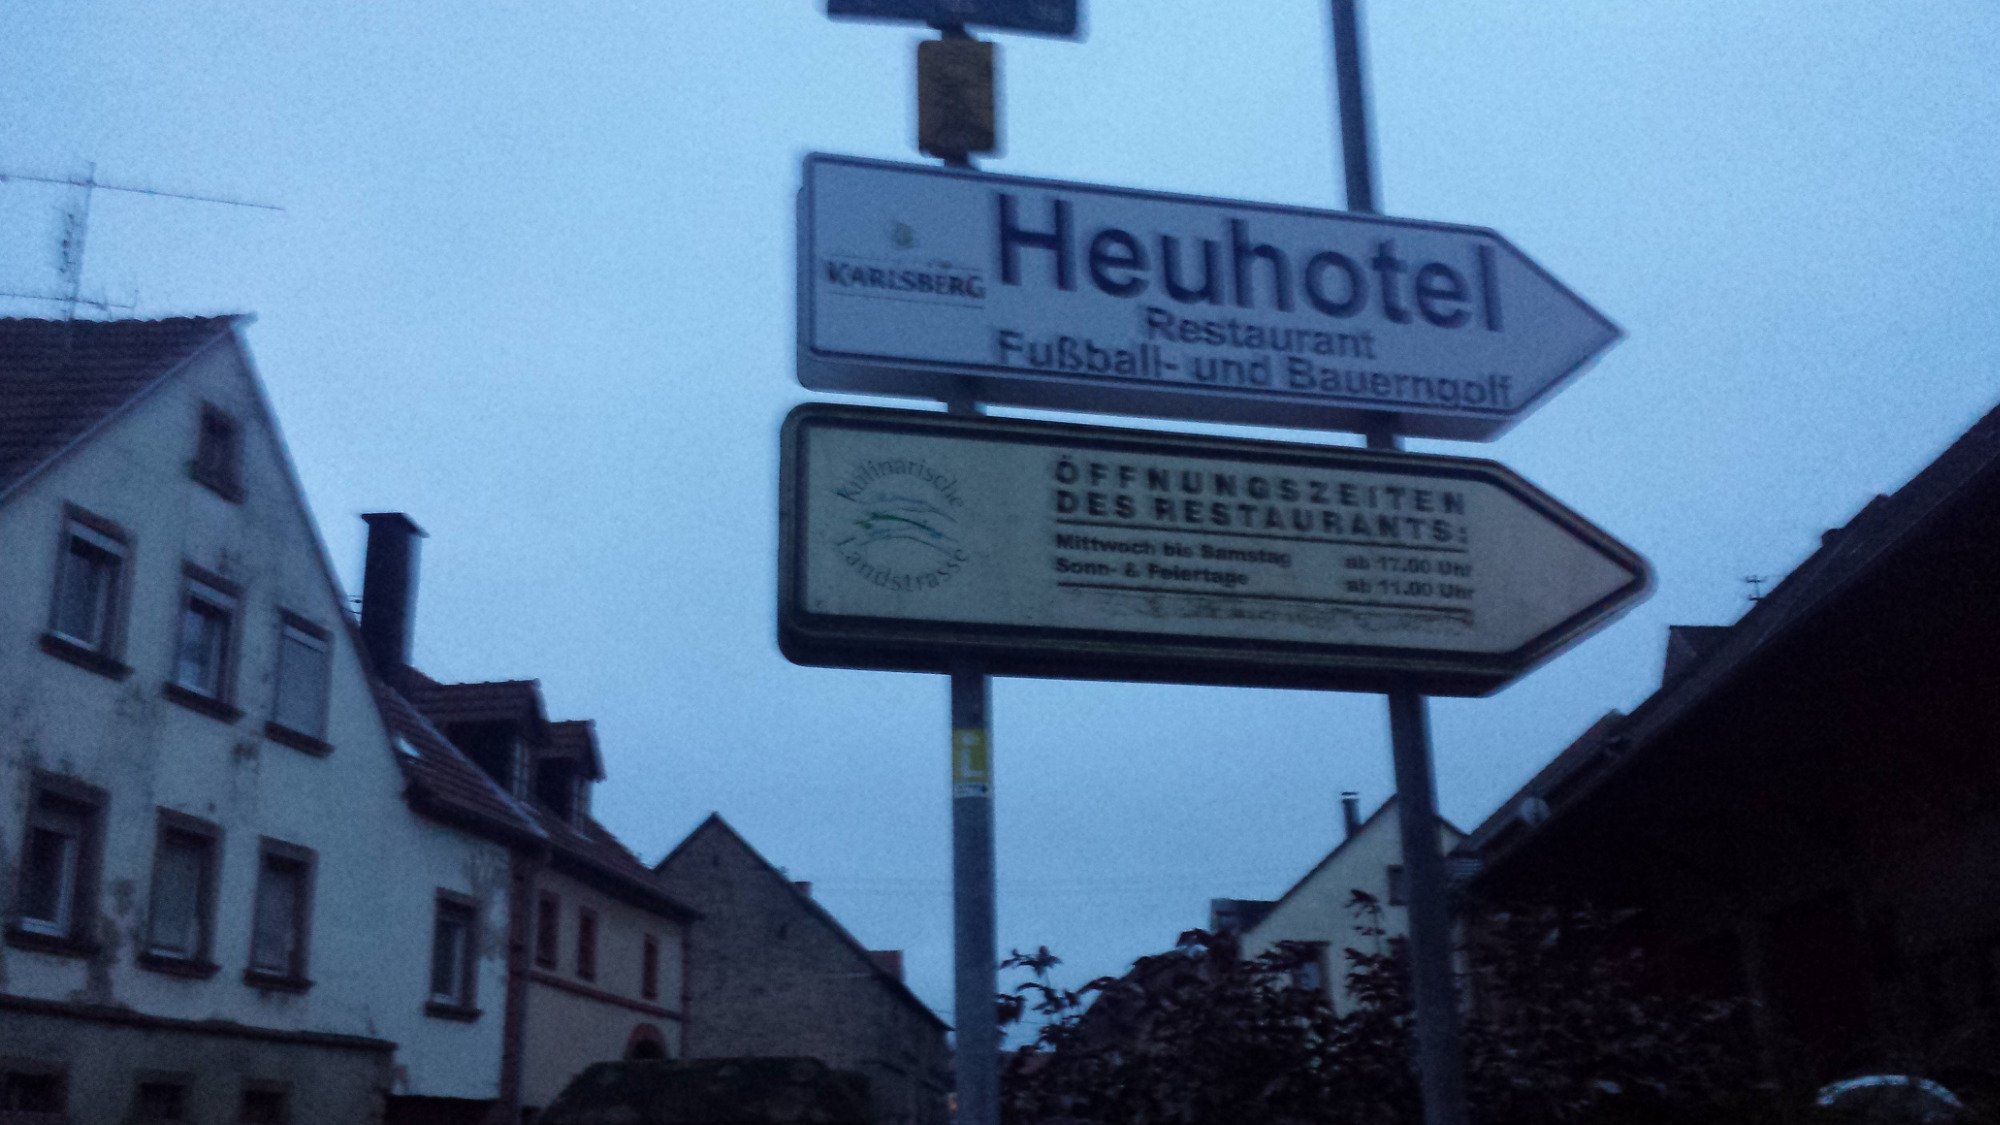 KARLSBERG
Heuhotel
Restaurant
Fußball- und Bauerngolf
Kulinarische
Landstrasse
ÖFFNUNGSZEITEN
DES RESTAURANTS:
Mittwoch bis Samstag ab 17.00 Uhr
Sonn- & Feiertage ab 11.00 Uhr